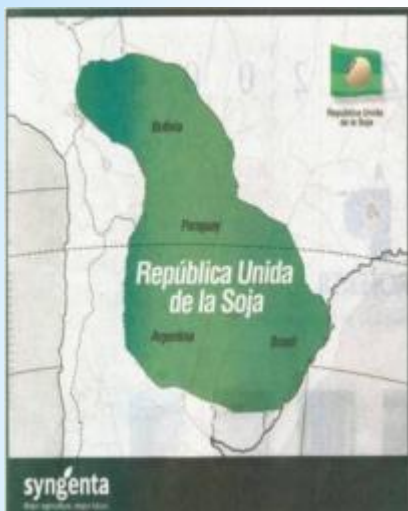 República Unida
de la Soja
Bolivia
Paraguay
República Unida
de la Soja
Argentina
Brasil
syngenta